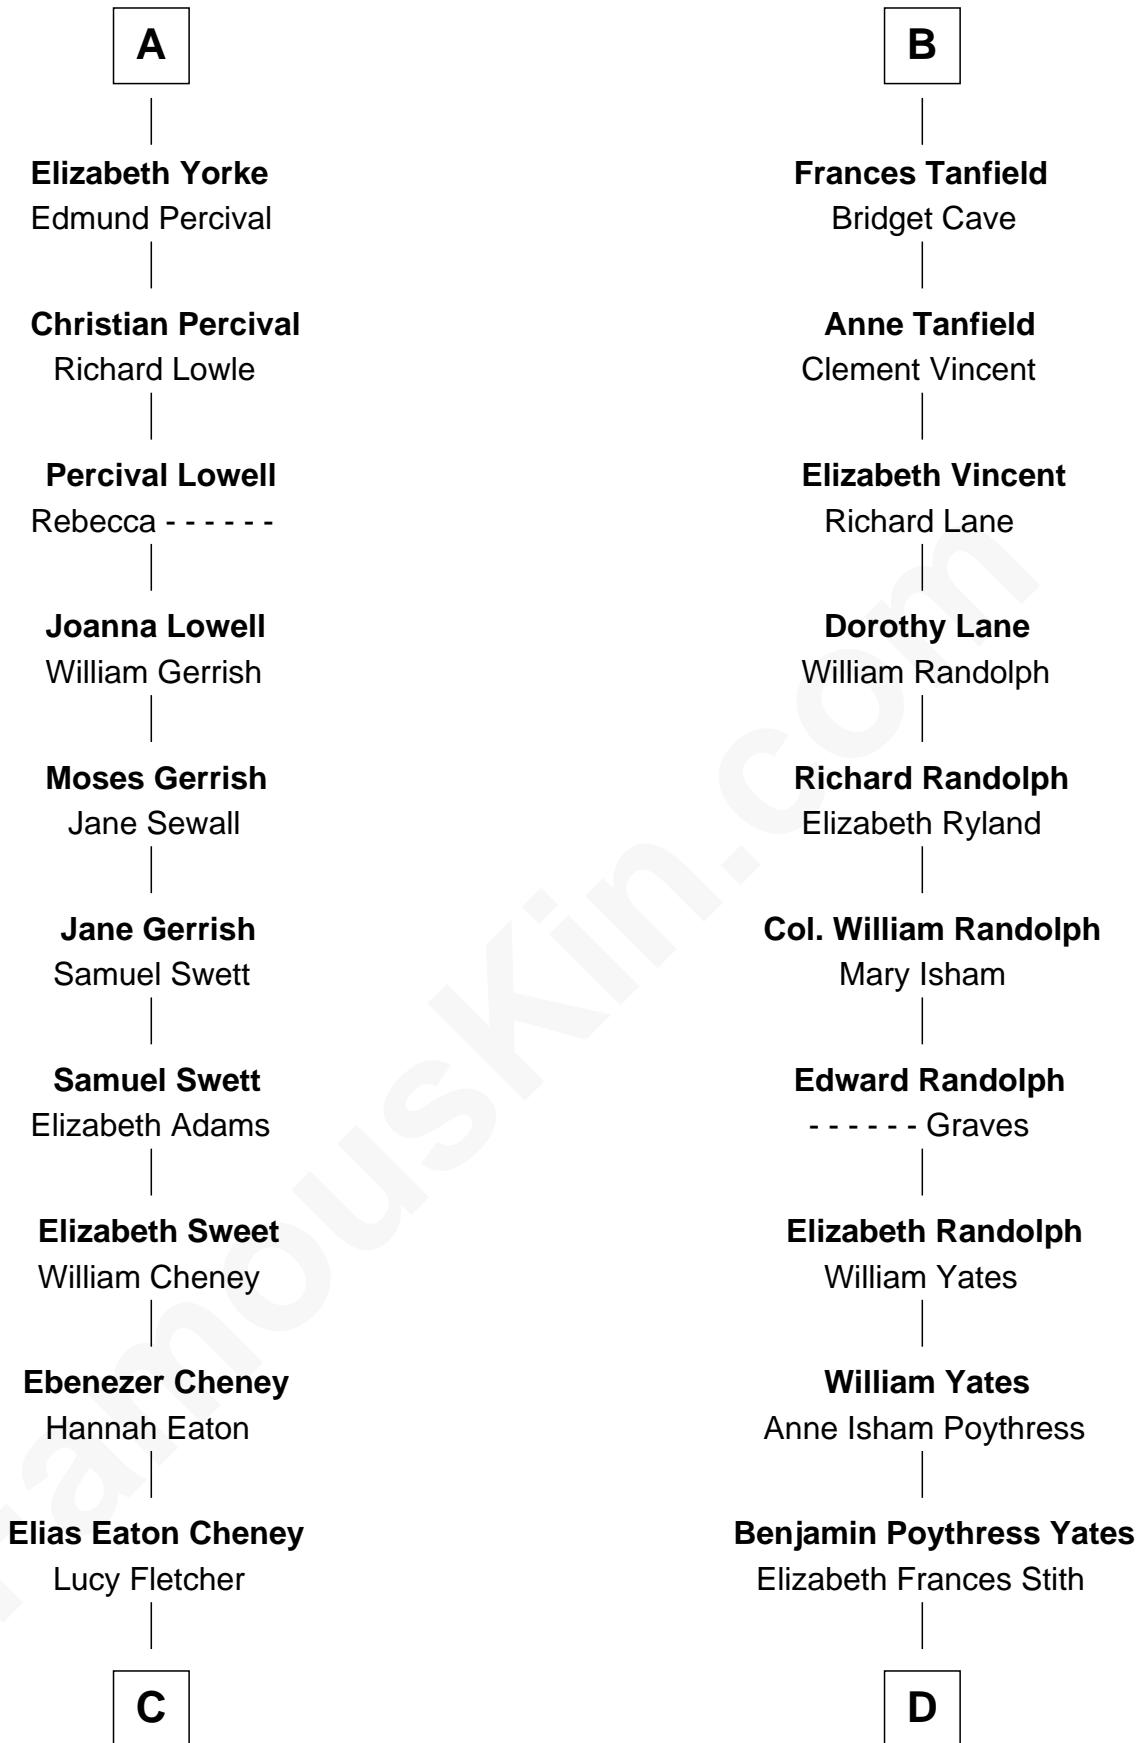 A
Elizabeth Yorke
Edmund Percival
Christian Percival
Richard Lowle
Percival Lowell
Rebecca - - - - - -
Joanna Lowell
William Gerrish
Moses Gerrish
Jane Sewall
Jane Gerrish
Samuel Swett
Samuel Swett
Elizabeth Adams
Elizabeth Sweet
William Cheney
Ebenezer Cheney
Hannah Eaton
Elias Eaton Cheney
Lucy Fletcher
C
B
Frances Tanfield
Bridget Cave
Anne Tanfield
Clement Vincent
Elizabeth Vincent
Richard Lane
Dorothy Lane
William Randolph
Richard Randolph
Elizabeth Ryland
Col. William Randolph
Mary Isham
Edward Randolph
- - - - - - Graves
Elizabeth Randolph
William Yates
William Yates
Anne Isham Poythress
Benjamin Poythress Yates
Elizabeth Frances Stith
D
FamousKin.com